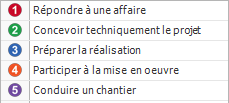 1 Répondre à une affaire
2 Concevoir techniquement le projet
3 Préparer la réalisation
4 Participer à la mise en oeuvre
5 Conduire un chantier